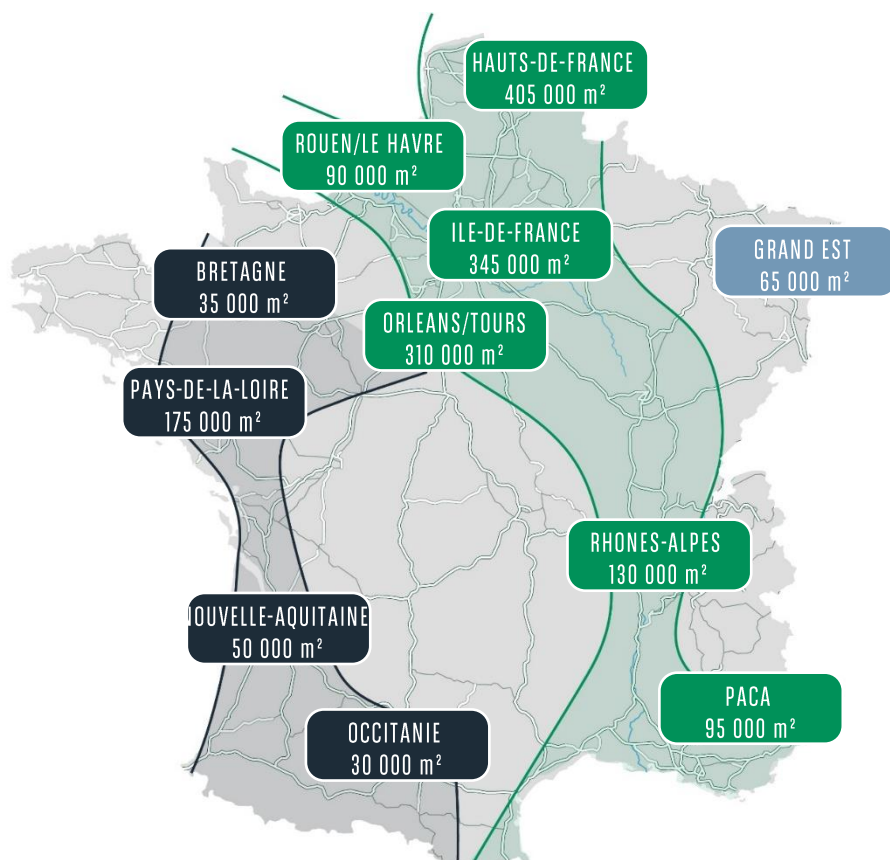 HAUTS-DE-FRANCE
405 000 m²
ROUEN/LE HAVRE
90 000 m²
ILE-DE-FRANCE
345 000 m²
GRAND EST
65 000 m²
BRETAGNE
35 000 m²
ORLEANS/TOURS
310 000 m²
PAYS-DE-LA-LOIRE
175 000 m²
RHONES-ALPES
130 000 m²
NOUVELLE-AQUITAINE
50 000 m²
PACA
95 000 m²
OCCITANIE
30 000 m²